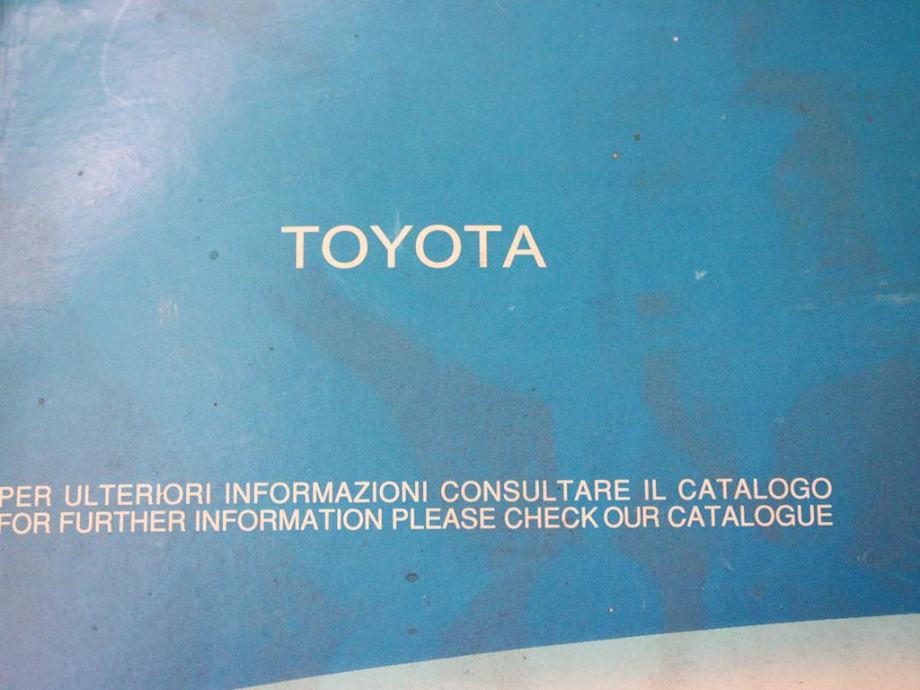 TOYOTA
PER ULTERIORI INFORMAZIONI CONSULTARE IL CATALOGO
FOR FURTHER INFORMATION PLEASE CHECK OUR CATALOGUE